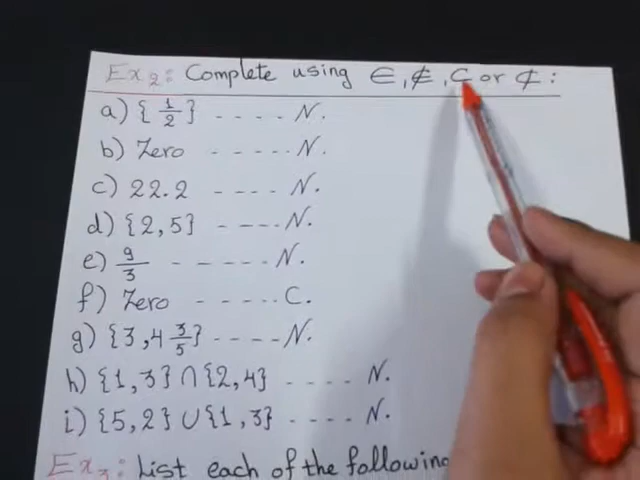 Ex2: Complete using ∈, ∉, ⊂ or ⊄ :
a) { 1/2 } ---- N.
b) Zero ----- N.
c) 22.2 ---- N.
d) {2,5} ---- N.
e) 9/3 ----- N.
f) Zero ----- C.
g) {3,4 3/5} ---- N.
h) {1,3} ∩ {2,4} ---- N.
i) {5,2} ∪ {1,3} ---- N.
Ex3: List each of the following